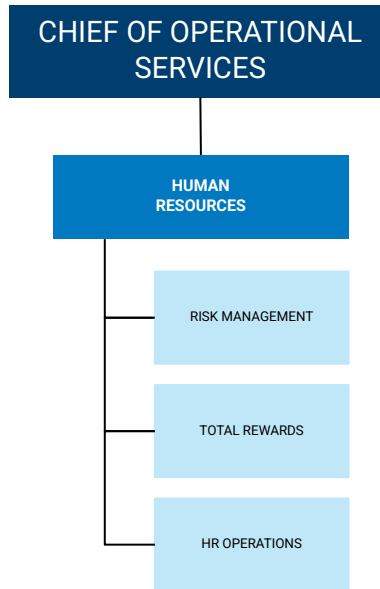 CHIEF OF OPERATIONAL
SERVICES
HUMAN
RESOURCES
RISK MANAGEMENT
TOTAL REWARDS
HR OPERATIONS